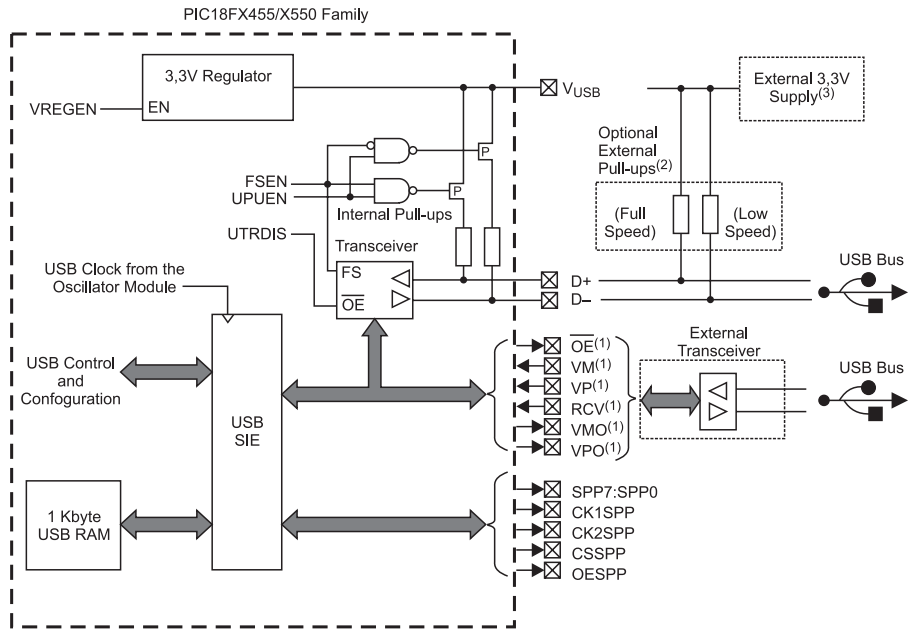 PIC18FX455/X550 Family
3,3V Regulator
EN
VREGEN
VUSB
External 3,3V
Supply(3)
Optional
External
Pull-ups(2)
P
P
FSEN
UPUEN
Internal Pull-ups
(Full
Speed)
(Low
Speed)
UTRDIS
Transceiver
FS
OE
USB Clock from the
Oscillator Module
D+
D–
USB Bus
External
Transceiver
USB Bus
OE(1)
VM(1)
VP(1)
RCV(1)
VMO(1)
VPO(1)
USB Control
and
Confoguration
USB
SIE
1 Kbyte
USB RAM
SPP7:SPP0
CK1SPP
CK2SPP
CSSPP
OESPP